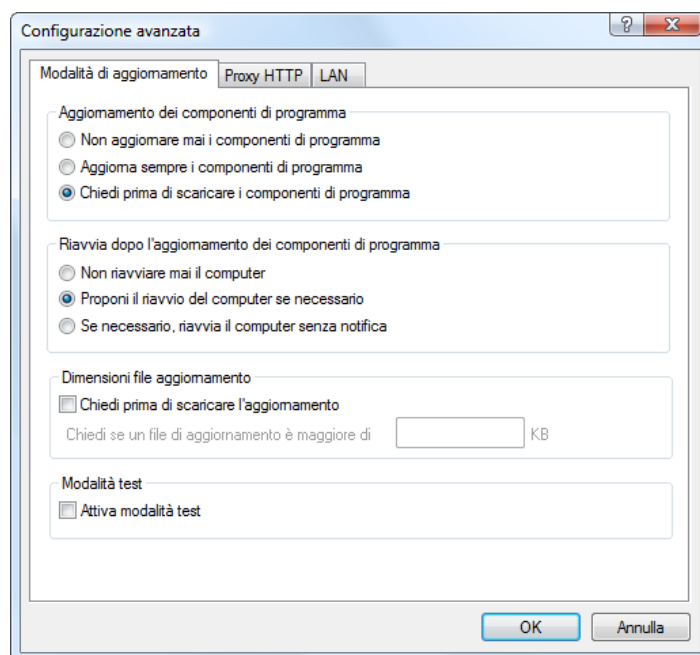 Configurazione avanzata
Modalità di aggiornamento
Proxy HTTP
LAN
Aggiornamento dei componenti di programma
Non aggiornare mai i componenti di programma
Aggiorna sempre i componenti di programma
Chiedi prima di scaricare i componenti di programma
Riavvia dopo l'aggiornamento dei componenti di programma
Non riavviare mai il computer
Proponi il riavvio del computer se necessario
Se necessario, riavvia il computer senza notifica
Dimensioni file aggiornamento
Chiedi prima di scaricare l'aggiornamento
Chiedi se un file di aggiornamento è maggiore di KB
Modalità test
Attiva modalità test
OK
Annulla